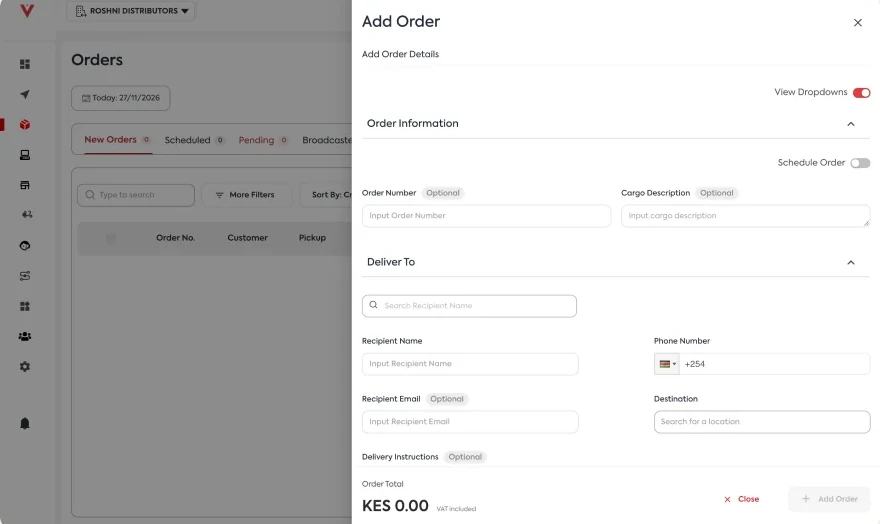 ROSHNI DISTRIBUTORS
Orders
Today: 27/11/2026
New Orders 0 Scheduled 0 Pending 0 Broadcaste
Type to search
More Filters
Sort By: Cr
Order No. Customer Pickup
Add Order
Add Order Details
View Dropdowns
Order Information
Schedule Order
Order Number Optional
Cargo Description Optional
Input Order Number
Input cargo description
Deliver To
Search Recipient Name
Recipient Name
Phone Number
Input Recipient Name
+254
Recipient Email Optional
Destination
Input Recipient Email
Search for a location
Delivery Instructions Optional
Order Total
KES 0.00 VAT included
Close
Add Order